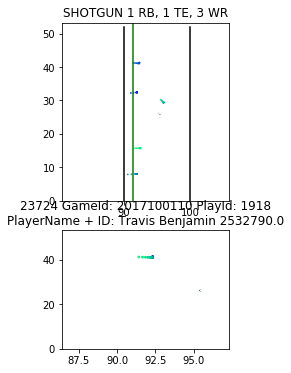 SHOTGUN 1 RB, 1 TE, 3 WR
50
40
30
20
10
0
90 100
23724 GameId: 2017100110 PlayId: 1918
PlayerName + ID: Travis Benjamin 2532790.0
40
20
0
87.5 90.0 92.5 95.0